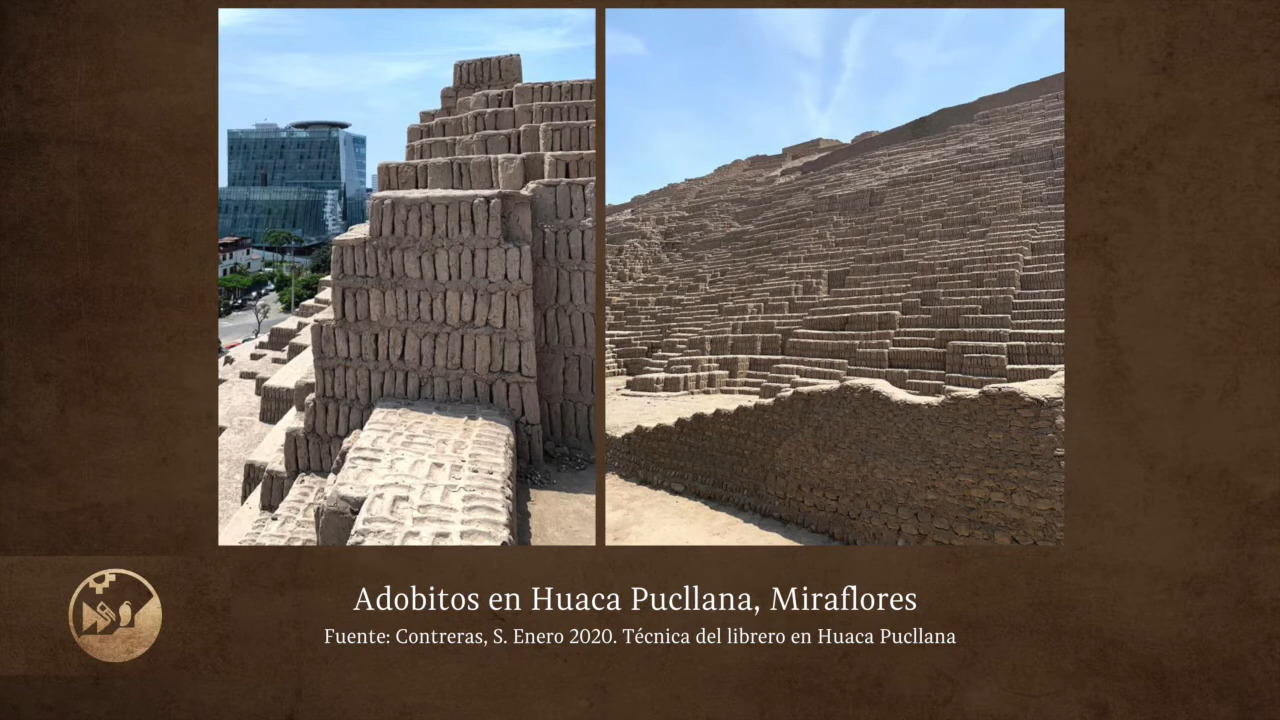 Adobitos en Huaca Pucllana, Miraflores
Fuente: Contreras, S. Enero 2020. Técnica del librero en Huaca Pucllana